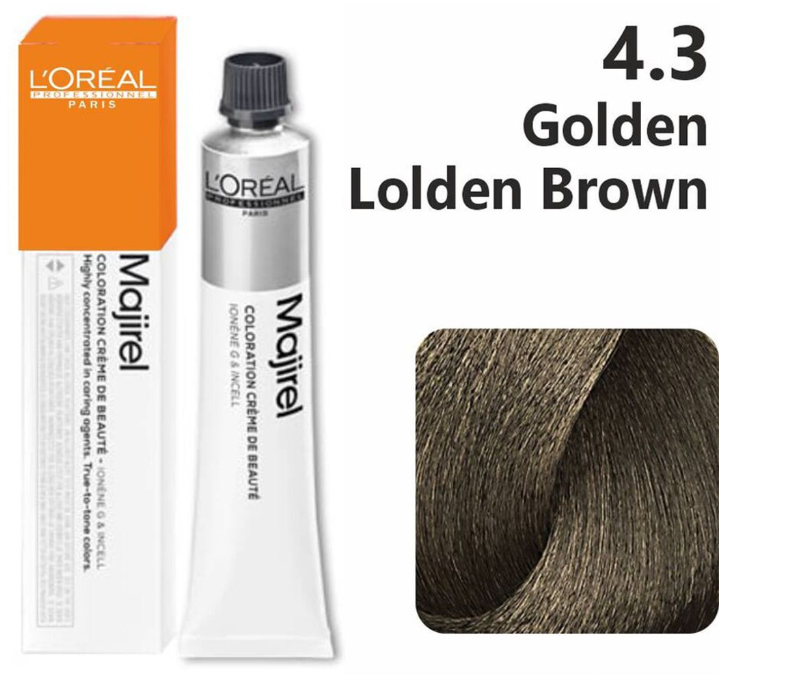 L'ORÉAL
PROFESSIONNEL
PARIS
Majirel
COLORATION CRÈME DE BEAUTÉ - IONÈNE G & INCELL
Highly concentrated in caring agents. True-to-tone colors.
L'ORÉAL
PROFESSIONNEL
PARIS
Majirel
COLORATION CRÈME DE BEAUTÉ
IONÈNE G & INCELL
4.3
Golden
Lolden Brown